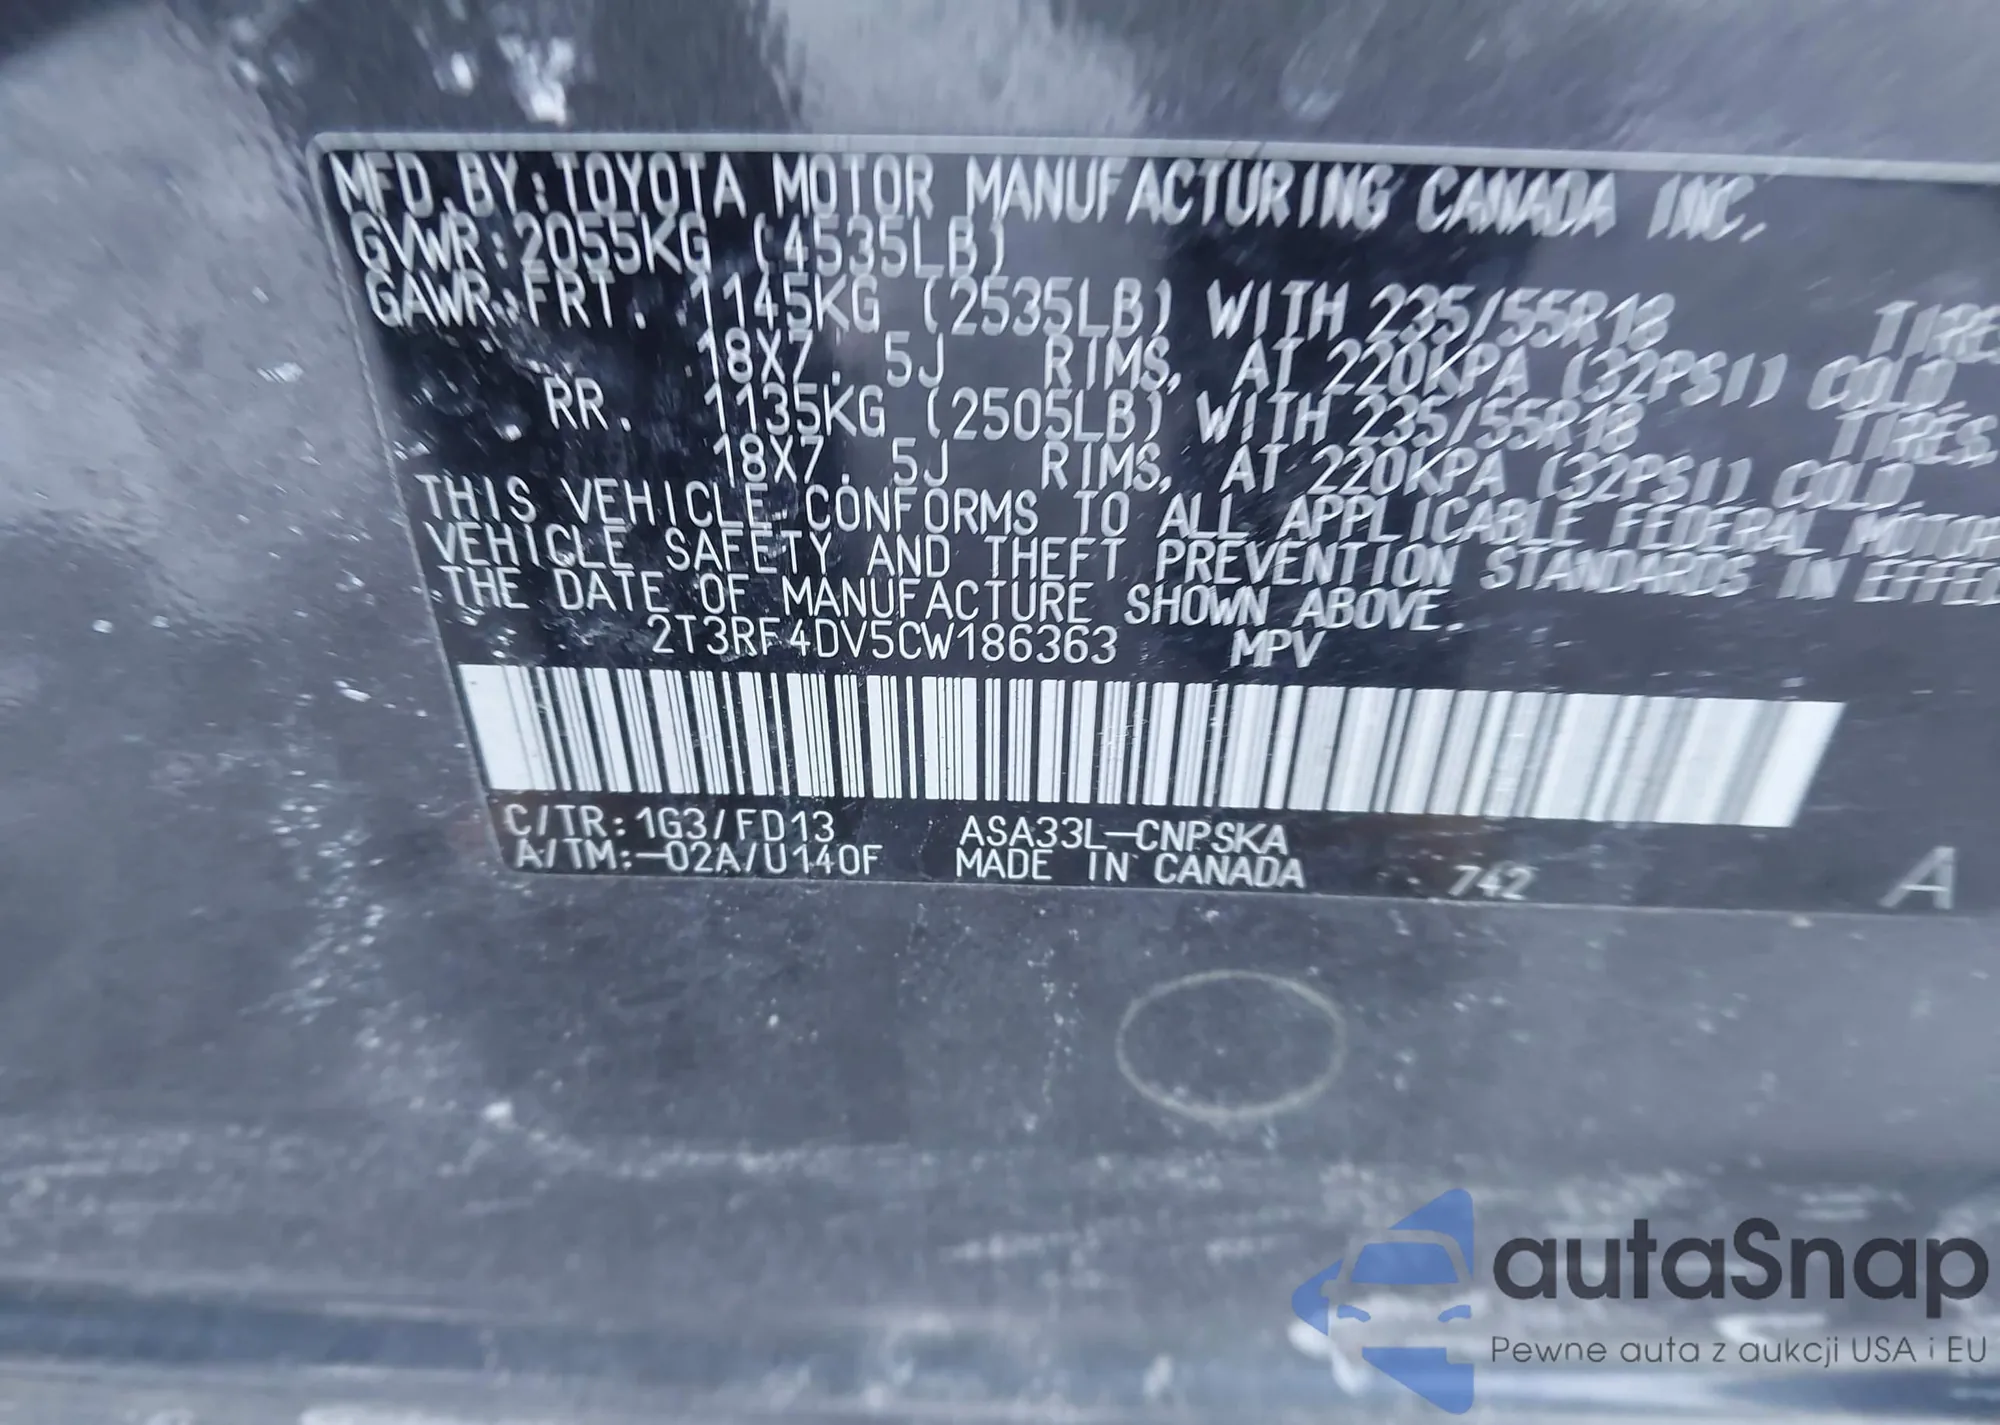 MFD.BY:TOYOTA MOTOR MANUFACTURING CANADA INC.
GVWR:2055KG (4535LB)
GAWR:FRT. 1145KG (2535LB) WITH 235/55R18 TIRES
18X7.5J RIMS, AT 220KPA (32PSI) COLD.
RR. 1135KG (2505LB) WITH 235/55R18 TIRES,
18X7.5J RIMS, AT 220KPA (32PSI) COLD.
THIS VEHICLE CONFORMS TO ALL APPLICABLE FEDERAL MOTOR
VEHICLE SAFETY AND THEFT PREVENTION STANDARDS IN EFFEC
THE DATE OF MANUFACTURE SHOWN ABOVE.
2T3RF4DV5CW186363 MPV
C/TR:1G3/FD13 ASA33L-CNPSKA
A/TM:-02A/U140F MADE IN CANADA 742 A
autaSnap
Pewne auta z aukcji USA i EU